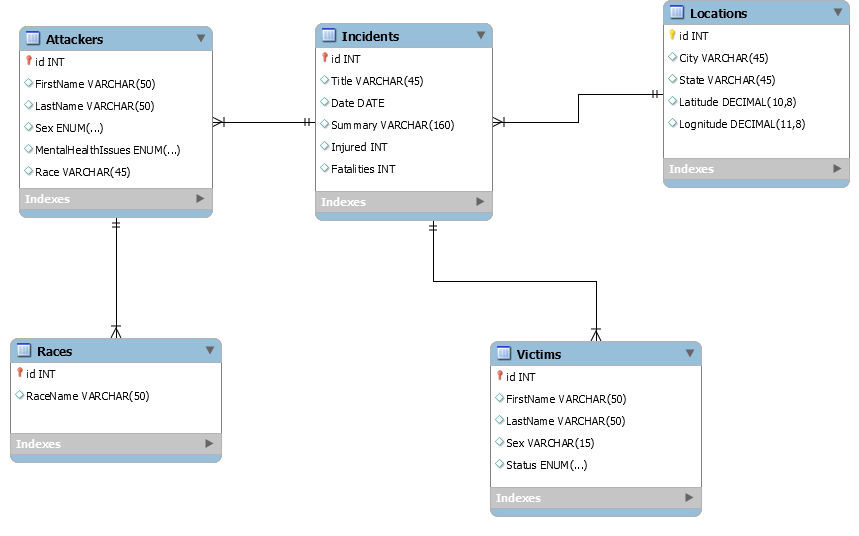 Attackers
id INT
FirstName VARCHAR(50)
LastName VARCHAR(50)
Sex ENUM(...)
MentalHealthIssues ENUM(...)
Race VARCHAR(45)
Indexes
Incidents
id INT
Title VARCHAR(45)
Date DATE
Summary VARCHAR(160)
Injured INT
Fatalities INT
Indexes
Locations
id INT
City VARCHAR(45)
State VARCHAR(45)
Latitude DECIMAL(10,8)
Lognitude DECIMAL(11,8)
Indexes
Races
id INT
RaceName VARCHAR(50)
Indexes
Victims
id INT
FirstName VARCHAR(50)
LastName VARCHAR(50)
Sex VARCHAR(15)
Status ENUM(...)
Indexes